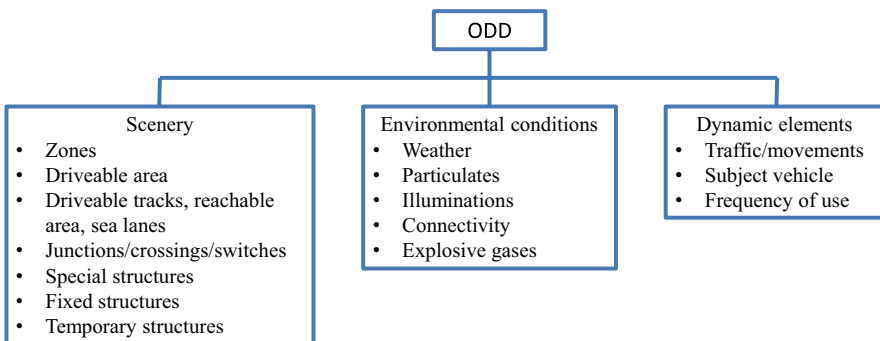 ODD
Scenery
• Zones
• Driveable area
• Driveable tracks, reachable
area, sea lanes
• Junctions/crossings/switches
• Special structures
• Fixed structures
• Temporary structures
Environmental conditions
• Weather
• Particulates
• Illuminations
• Connectivity
• Explosive gases
Dynamic elements
• Traffic/movements
• Subject vehicle
• Frequency of use